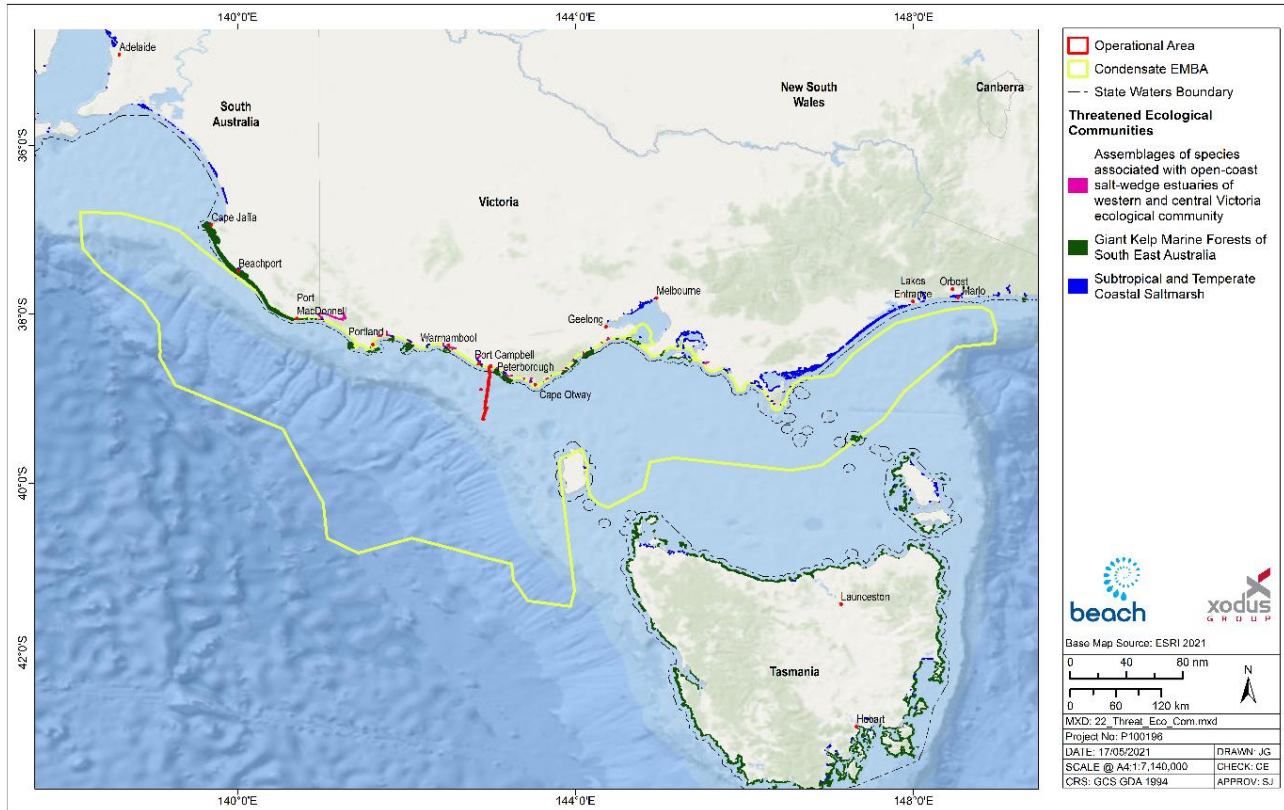 140°0'E 144°0'E 148°0'E
36°S
38°S
40°S
42°S
Adelaide
South
Australia
New South
Wales
Canberra
Victoria
Cape Jaffa
Beachport
Port
MacDonnell
Portland
Warrnambool
Port Campbell
Peterborough
Cape Otway
Geelong
Melbourne
Lakes
Entrance
Orbost
Marlo
Launceston
Tasmania
Hobart
140°0'E 144°0'E 148°0'E
Operational Area
Condensate EMBA
State Waters Boundary
Threatened Ecological
Communities
Assemblages of species
associated with open-coast
salt-wedge estuaries of
western and central Victoria
ecological community
Giant Kelp Marine Forests of
South East Australia
Subtropical and Temperate
Coastal Saltmarsh
beach
xodus
GROUP
Base Map Source: ESRI 2021
0 40 80 nm
0 60 120 km
N
MXD: 22_Threat_Eco_Com.mxd
Project No: P100196
DATE: 17/05/2021 DRAWN: JG
SCALE @ A4:1:7,140,000 CHECK: CE
CRS: GCS GDA 1994 APPROV: SJ